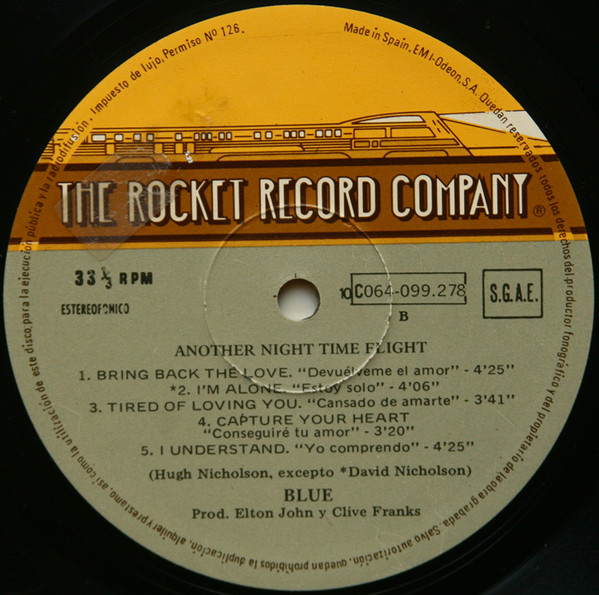 Impuesto de lujo, Permiso Nº 126.
Made in Spain, EMI-Odeon, S.A. Quedan reservados todos los derechos del productor fonográfico y del propietario de la obra grabada. Salvo autorización, quedan prohibidos la duplicación, alquiler y préstamo, así como la utilización de este disco para la ejecución pública y la radiodifusión.
THE ROCKET RECORD COMPANY ®
33 1/3 RPM
ESTEREOFONICO
10C064-099.278
B
S.G.A.E.
ANOTHER NIGHT TIME FLIGHT
1. BRING BACK THE LOVE. “Devuélveme el amor” - 4’25”
*2. I’M ALONE. “Estoy solo” - 4’06”
3. TIRED OF LOVING YOU. “Cansado de amarte” - 3’41”
4. CAPTURE YOUR HEART
“Conseguiré tu amor” - 3’20”
5. I UNDERSTAND. “Yo comprendo” - 4’25”
(Hugh Nicholson, excepto *David Nicholson)
BLUE
Prod. Elton John y Clive Franks